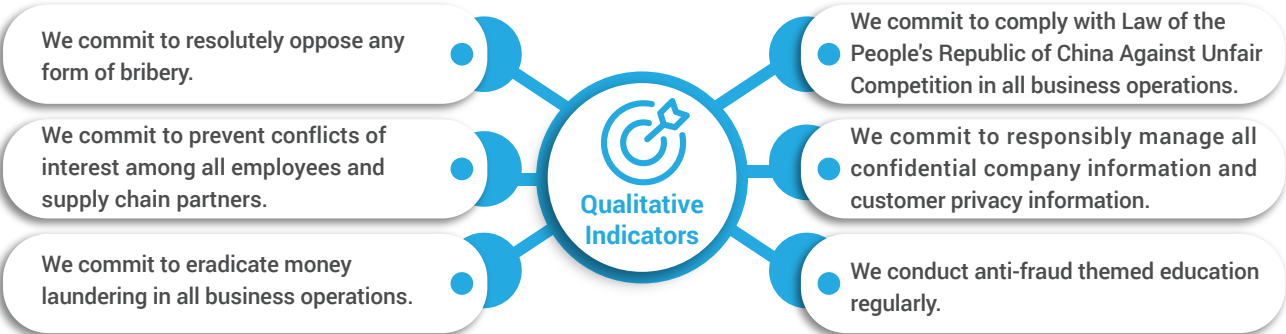 We commit to resolutely oppose any
form of bribery.
We commit to prevent conflicts of
interest among all employees and
supply chain partners.
We commit to eradicate money
laundering in all business operations.
Qualitative
Indicators
We commit to comply with Law of the
People's Republic of China Against Unfair
Competition in all business operations.
We commit to responsibly manage all
confidential company information and
customer privacy information.
We conduct anti-fraud themed education
regularly.